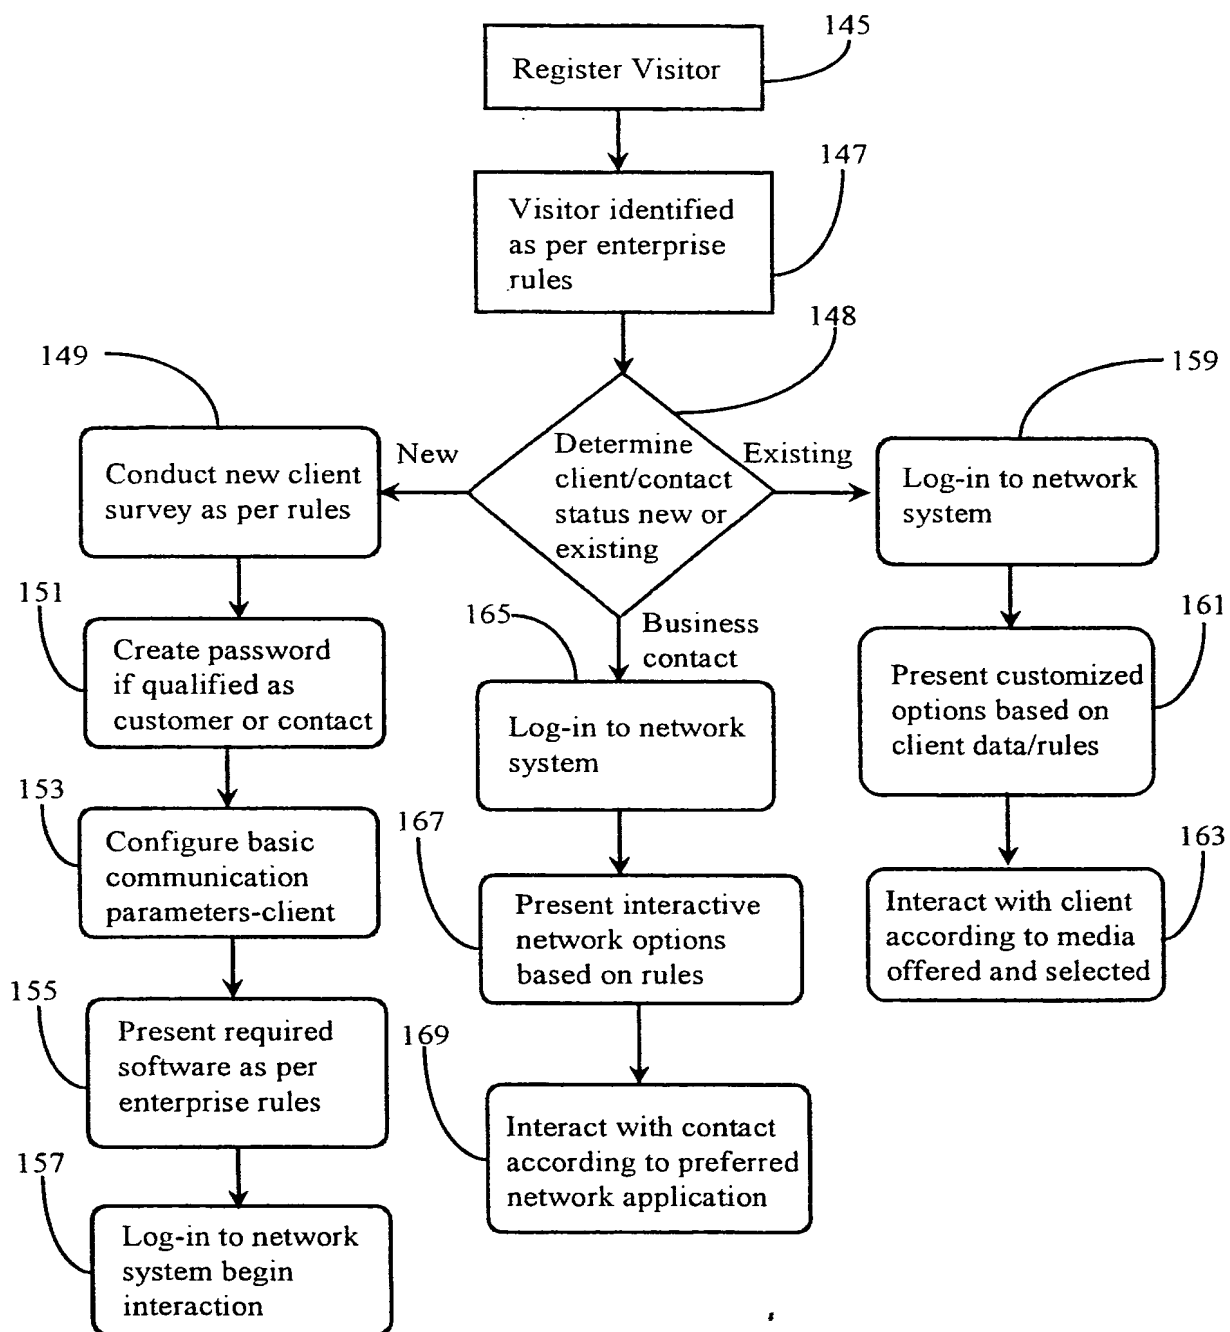 145
Register Visitor
147
Visitor identified
as per enterprise
rules
148
Determine
client/contact
status new or
existing
New
Existing
Business
contact
149
Conduct new client
survey as per rules
151
Create password
if qualified as
customer or contact
153
Configure basic
communication
parameters-client
155
Present required
software as per
enterprise rules
157
Log-in to network
system begin
interaction
165
Log-in to network
system
167
Present interactive
network options
based on rules
169
Interact with contact
according to preferred
network application
159
Log-in to network
system
161
Present customized
options based on
client data/rules
163
Interact with client
according to media
offered and selected